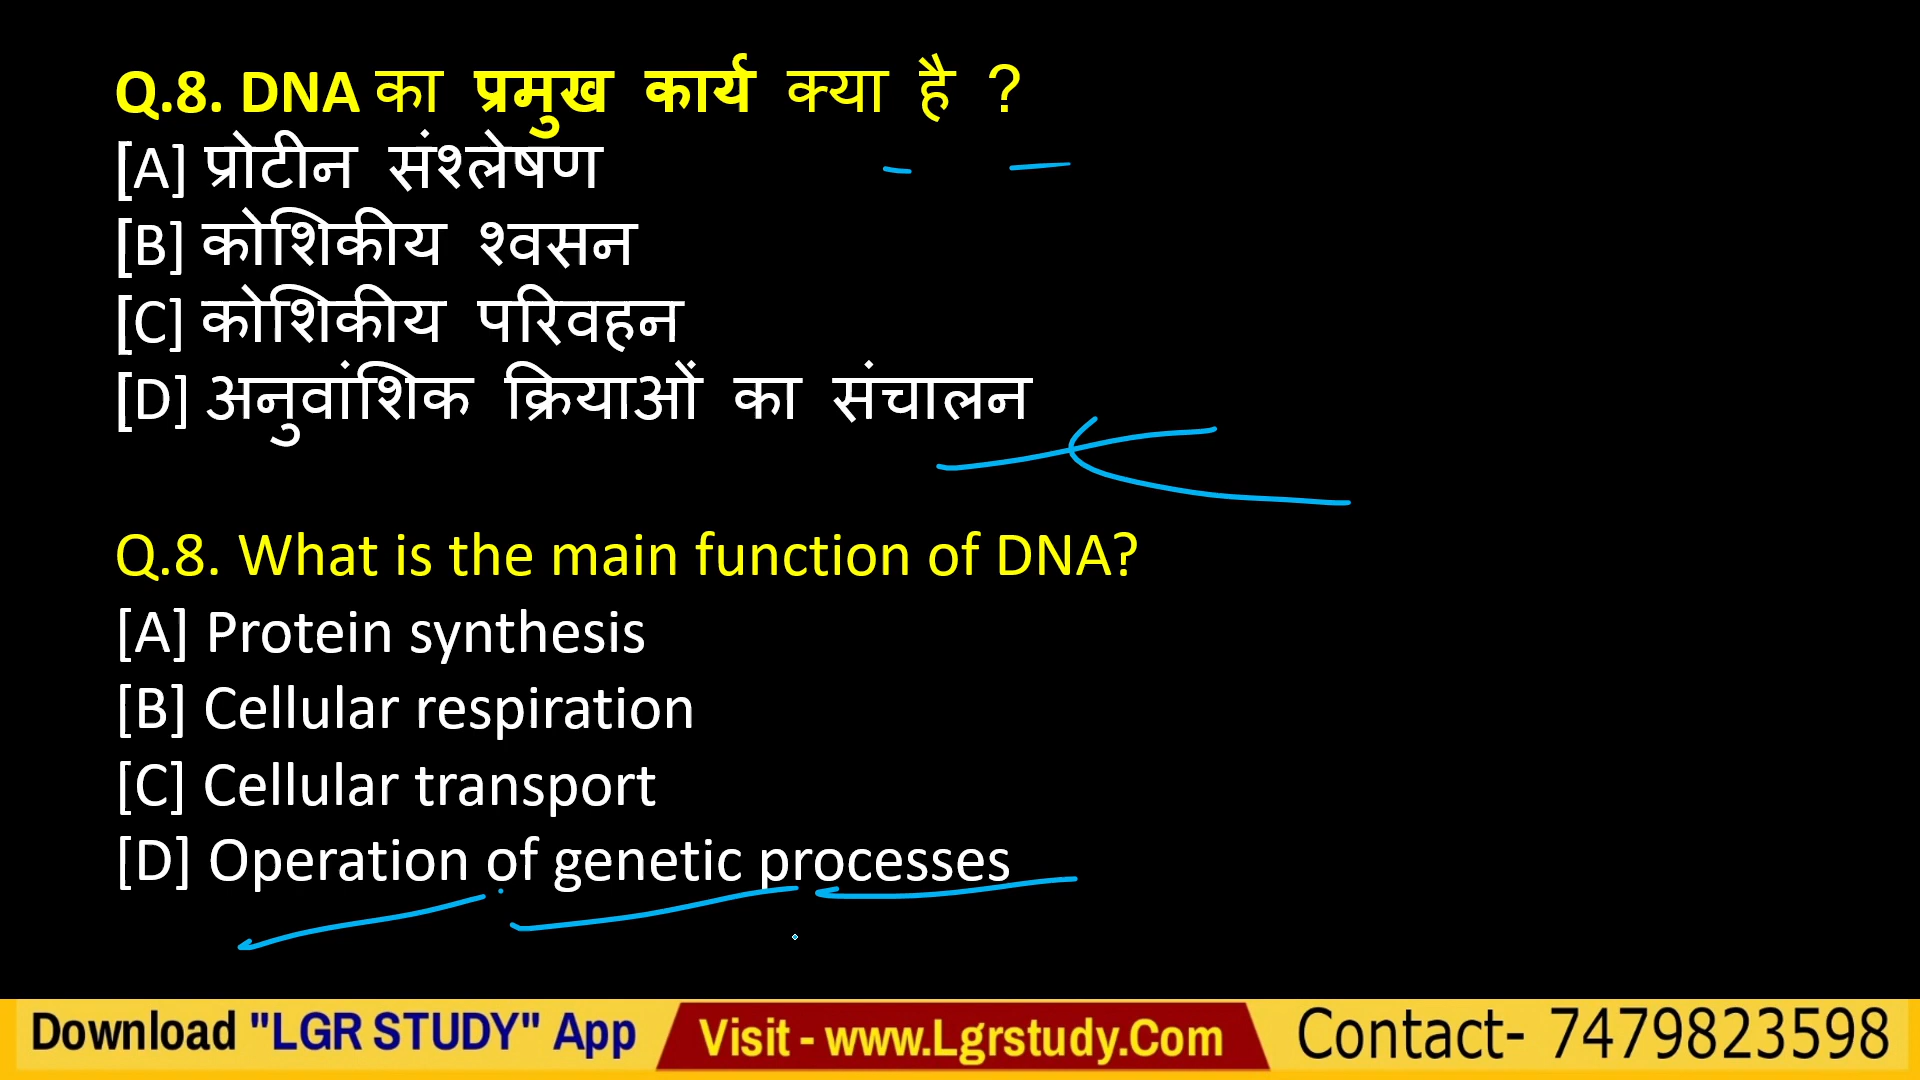 Q.8. DNA का प्रमुख कार्य क्या है ?
[A] प्रोटीन संश्लेषण
[B] कोशिकीय श्वसन
[C] कोशिकीय परिवहन
[D] अनुवांशिक क्रियाओं का संचालन
Q.8. What is the main function of DNA?
[A] Protein synthesis
[B] Cellular respiration
[C] Cellular transport
[D] Operation of genetic processes
Download "LGR STUDY" App Visit - www.Lgrstudy.Com Contact- 7479823598